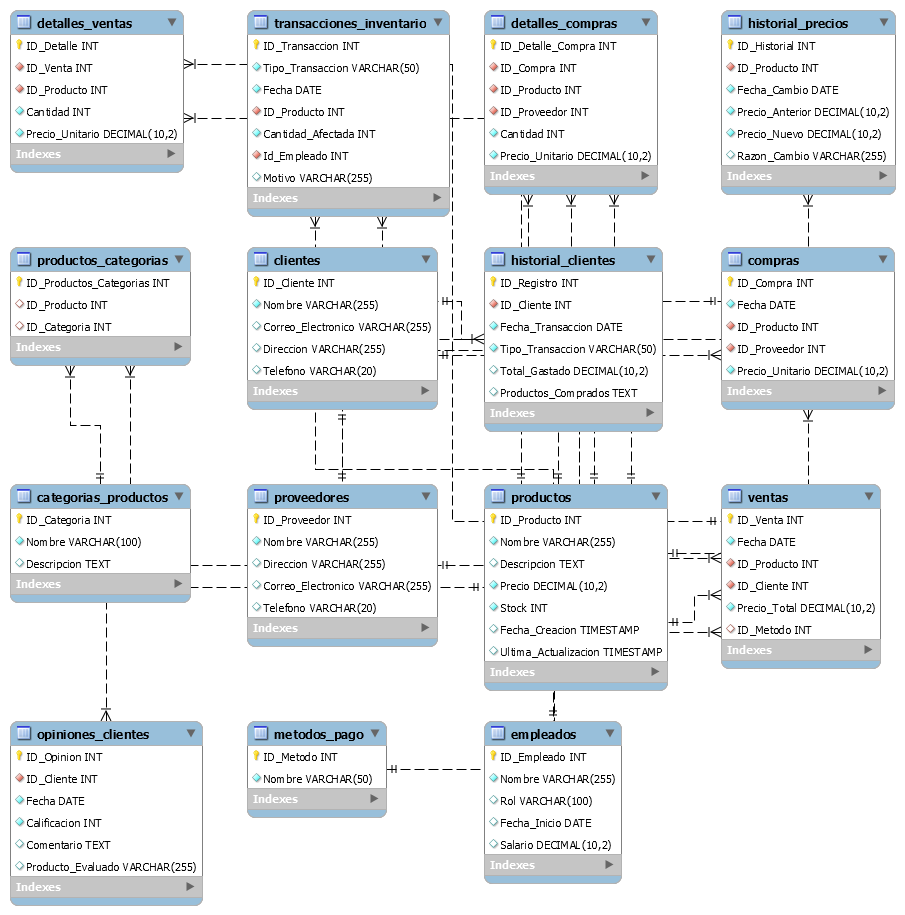 detalles_ventas
ID_Detalle INT
ID_Venta INT
ID_Producto INT
Cantidad INT
Precio_Unitario DECIMAL(10,2)
Indexes
transacciones_inventario
ID_Transaccion INT
Tipo_Transaccion VARCHAR(50)
Fecha DATE
ID_Producto INT
Cantidad_Afectada INT
Id_Empleado INT
Motivo VARCHAR(255)
Indexes
detalles_compras
ID_Detalle_Compra INT
ID_Compra INT
ID_Producto INT
ID_Proveedor INT
Cantidad INT
Precio_Unitario DECIMAL(10,2)
Indexes
historial_precios
ID_Historial INT
ID_Producto INT
Fecha_Cambio DATE
Precio_Anterior DECIMAL(10,2)
Precio_Nuevo DECIMAL(10,2)
Razon_Cambio VARCHAR(255)
Indexes
productos_categorias
ID_Productos_Categorias INT
ID_Producto INT
ID_Categoria INT
Indexes
clientes
ID_Cliente INT
Nombre VARCHAR(255)
Correo_Electronico VARCHAR(255)
Direccion VARCHAR(255)
Telefono VARCHAR(20)
Indexes
historial_clientes
ID_Registro INT
ID_Cliente INT
Fecha_Transaccion DATE
Tipo_Transaccion VARCHAR(50)
Total_Gastado DECIMAL(10,2)
Productos_Comprados TEXT
Indexes
compras
ID_Compra INT
Fecha DATE
ID_Producto INT
ID_Proveedor INT
Precio_Unitario DECIMAL(10,2)
Indexes
categorias_productos
ID_Categoria INT
Nombre VARCHAR(100)
Descripcion TEXT
Indexes
proveedores
ID_Proveedor INT
Nombre VARCHAR(255)
Direccion VARCHAR(255)
Correo_Electronico VARCHAR(255)
Telefono VARCHAR(20)
Indexes
productos
ID_Producto INT
Nombre VARCHAR(255)
Descripcion TEXT
Precio DECIMAL(10,2)
Stock INT
Fecha_Creacion TIMESTAMP
Ultima_Actualizacion TIMESTAMP
Indexes
ventas
ID_Venta INT
Fecha DATE
ID_Producto INT
ID_Cliente INT
Precio_Total DECIMAL(10,2)
ID_Metodo INT
Indexes
opiniones_clientes
ID_Opinion INT
ID_Cliente INT
Fecha DATE
Calificacion INT
Comentario TEXT
Producto_Evaluado VARCHAR(255)
Indexes
metodos_pago
ID_Metodo INT
Nombre VARCHAR(50)
Indexes
empleados
ID_Empleado INT
Nombre VARCHAR(255)
Rol VARCHAR(100)
Fecha_Inicio DATE
Salario DECIMAL(10,2)
Indexes